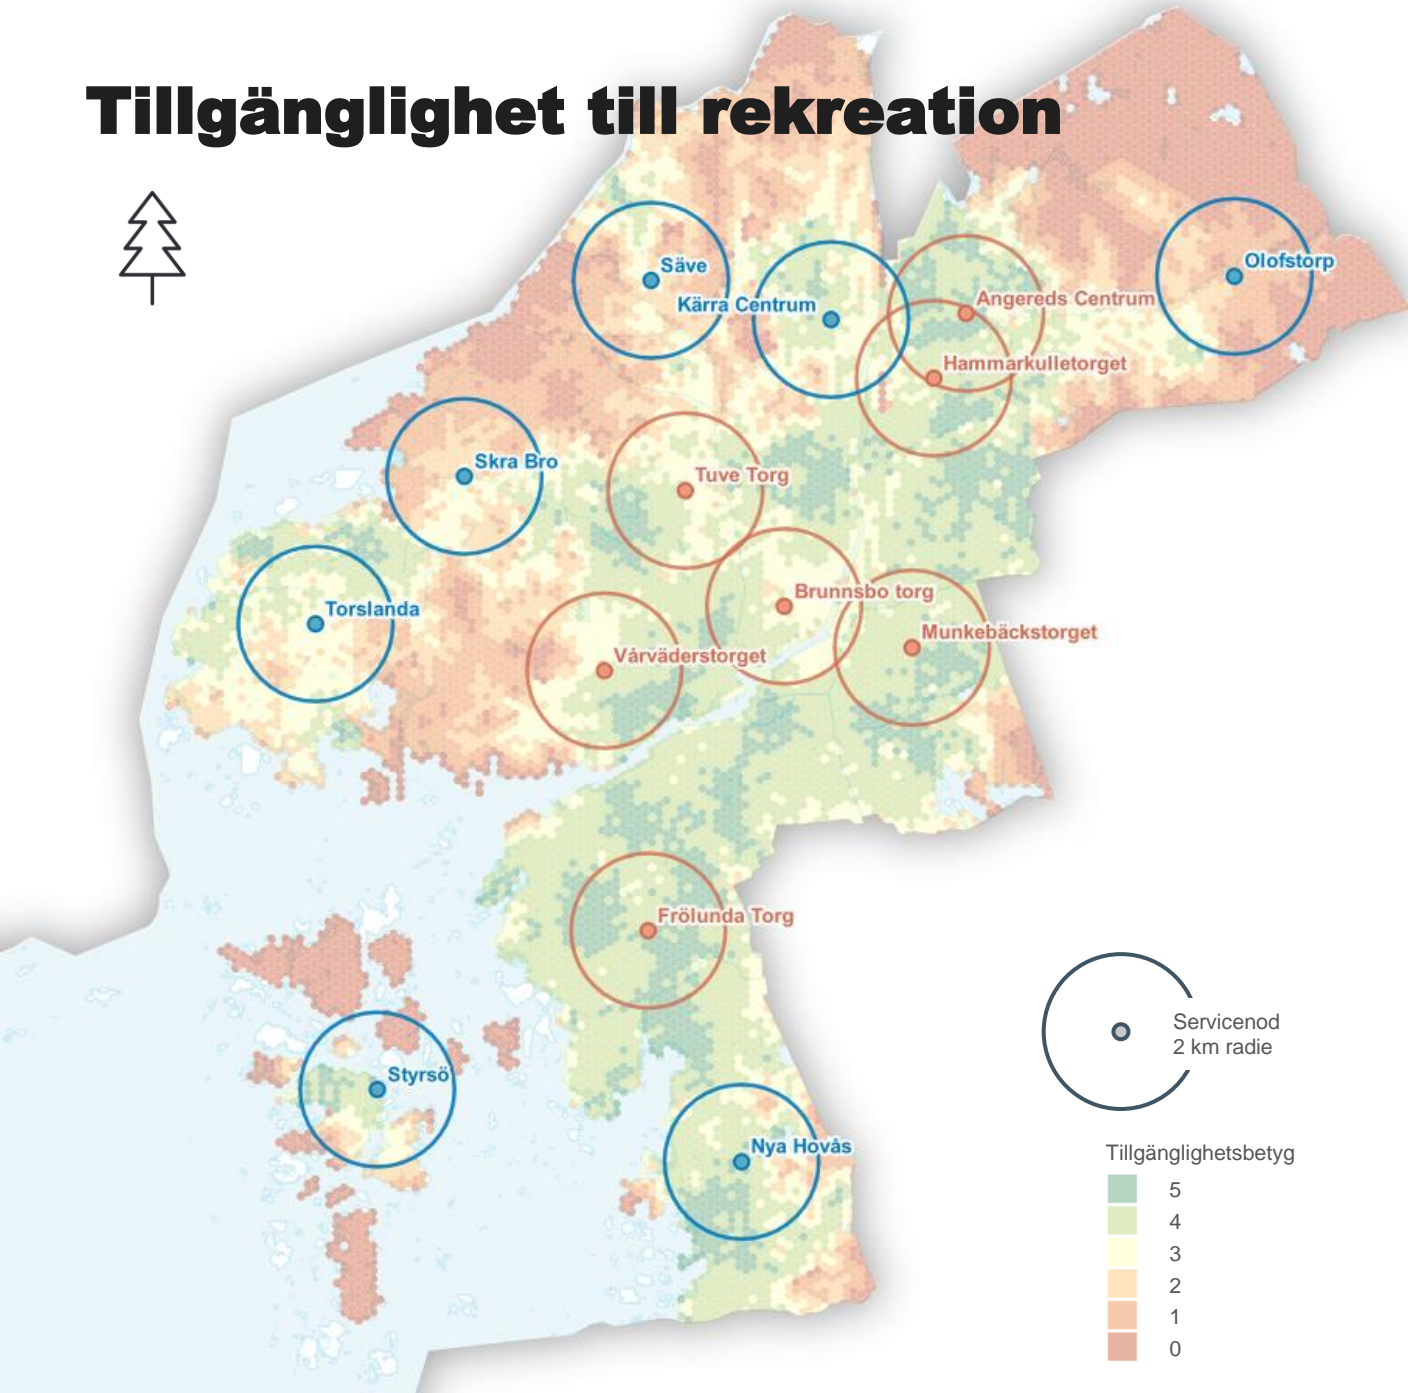 Tillgänglighet till rekreation
Säve
Olofstorp
Kärra Centrum
Angereds Centrum
Hammarkulletorget
Skra Bro
Tuve Torg
Brunnsbo torg
Torslanda
Munkebäckstorget
Vårväderstorget
Frölunda Torg
Servicenod
2 km radie
Styrsö
Nya Hovås
Tillgänglighetsbetyg
5
4
3
2
1
0